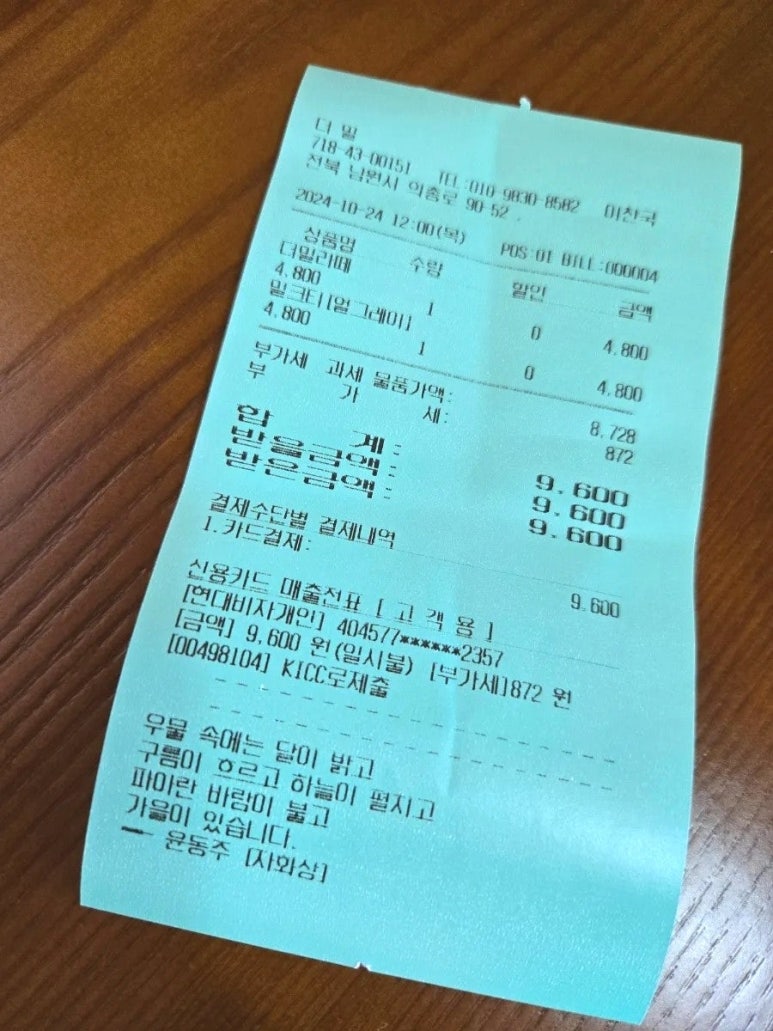 더 밀
718-43-00151 TEL:010-9830-8582 이찬국
전북 남원시 의총로 90-52
2024-10-24 12:00(목) POS:01 BILL:000004
상품명 수량 할인 금액
더밀라떼
4,800 1 0 4,800
밀크티[얼그레이]
4,800 1 0 4,800
부가세 과세 물품가액: 8,728
부 가 세: 872
합 계: 9,600
받을금액: 9,600
받은금액: 9,600
결제수단별 결제내역
1.카드결제: 9,600
신용카드 매출전표 [ 고 객 용 ]
[현대비자개인] 404577******2357
[금액] 9,600 원(일시불) [부가세]872 원
[00498104] KICC로제출
우물 속에는 달이 밝고
구름이 흐르고 하늘이 펼치고
파아란 바람이 불고
가을이 있습니다.
── 윤동주 [자화상]